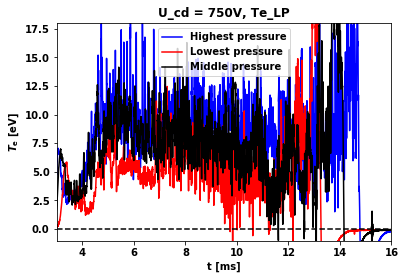 U_cd = 750V, Te_LP
Highest pressure
Lowest pressure
Middle pressure
17.5
15.0
12.5
10.0
7.5
5.0
2.5
0.0
Te [eV]
4 6 8 10 12 14 16
t [ms]